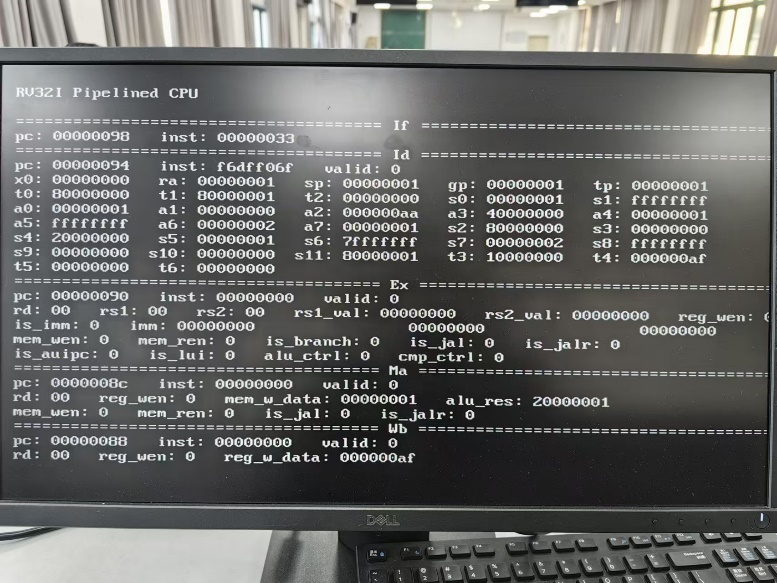 RV32I Pipelined CPU
================================================ If ================================================
pc: 00000098 inst: 00000033
================================================ Id ================================================
pc: 00000094 inst: f6dff06f valid: 0
x0: 00000000 ra: 00000001 sp: 00000001 gp: 00000001 tp: 00000001
t0: 80000000 t1: 80000001 t2: 00000000 s0: 00000001 s1: ffffffff
a0: 00000001 a1: 00000000 a2: 000000aa a3: 40000000 a4: 00000001
a5: ffffffff a6: 00000002 a7: 00000001 s2: 80000000 s3: 00000000
s4: 20000000 s5: 00000001 s6: 7fffffff s7: 00000002 s8: ffffffff
s9: 00000000 s10: 00000000 s11: 80000001 t3: 10000000 t4: 000000af
t5: 00000000 t6: 00000000
================================================ Ex ================================================
pc: 00000090 inst: 00000000 valid: 0
rd: 00 rs1: 00 rs2: 00 rs1_val: 00000000 rs2_val: 00000000 reg_wen: 0
is_imm: 0 imm: 00000000 00000000 00000000
mem_wen: 0 mem_ren: 0 is_branch: 0 is_jal: 0 is_jalr: 0
is_auipc: 0 is_lui: 0 alu_ctrl: 0 cmp_ctrl: 0
================================================ Ma ================================================
pc: 0000008c inst: 00000000 valid: 0
rd: 00 reg_wen: 0 mem_w_data: 00000001 alu_res: 20000001
mem_wen: 0 mem_ren: 0 is_jal: 0 is_jalr: 0
================================================ Wb ================================================
pc: 00000088 inst: 00000000 valid: 0
rd: 00 reg_wen: 0 reg_w_data: 000000af
DELL